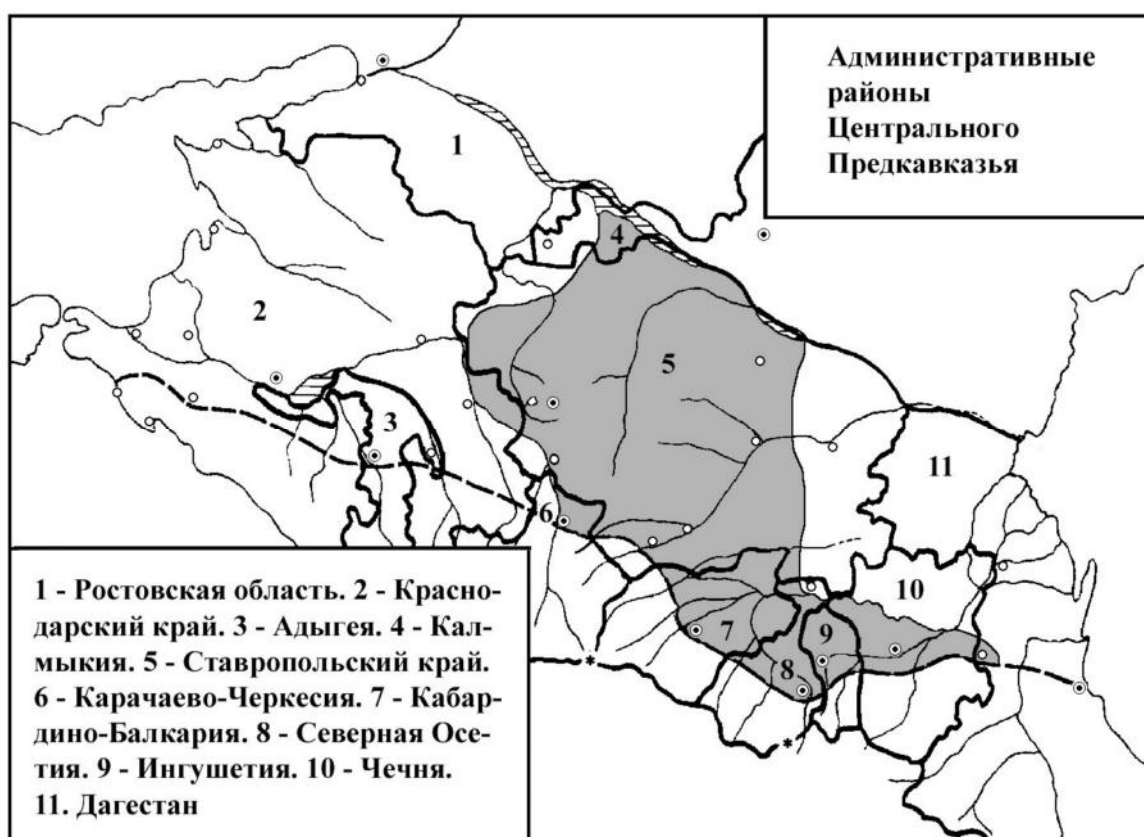 Административные
районы
Центрального
Предкавказья
1
4
2
5
3
11
6
10
7
9
8
1 - Ростовская область. 2 - Красно-
дарский край. 3 - Адыгея. 4 - Кал-
мыкия. 5 - Ставропольский край.
6 - Карачаево-Черкесия. 7 - Кабар-
дино-Балкария. 8 - Северная Осе-
тия. 9 - Ингушетия. 10 - Чечня.
11. Дагестан